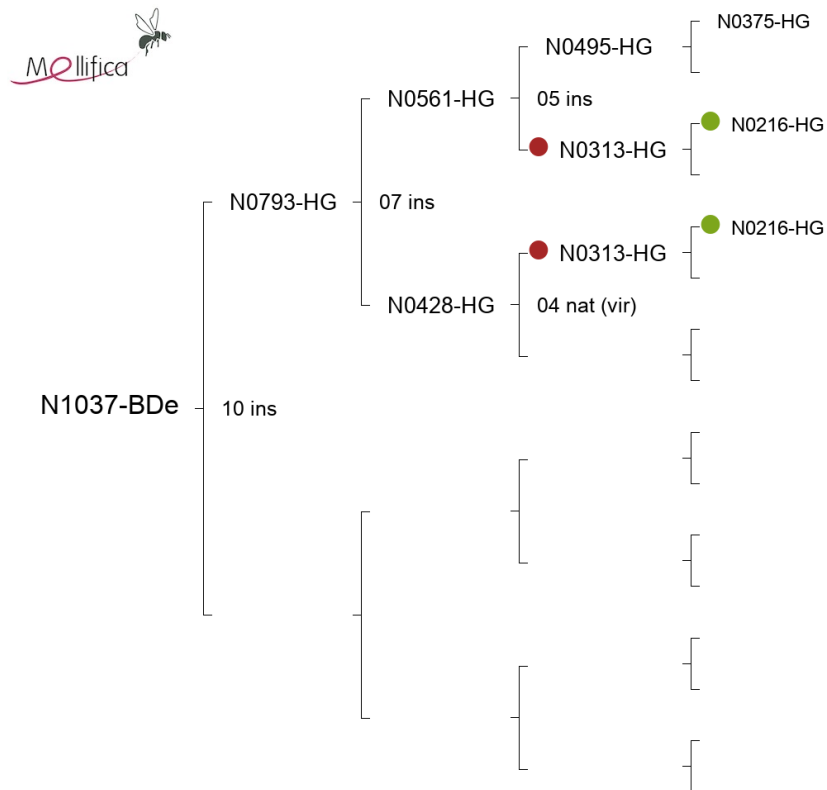 Mellifica
N0375-HG
N0495-HG
N0561-HG
05 ins
N0216-HG
N0313-HG
N0793-HG
07 ins
N0216-HG
N0313-HG
N0428-HG
04 nat (vir)
N1037-BDe
10 ins